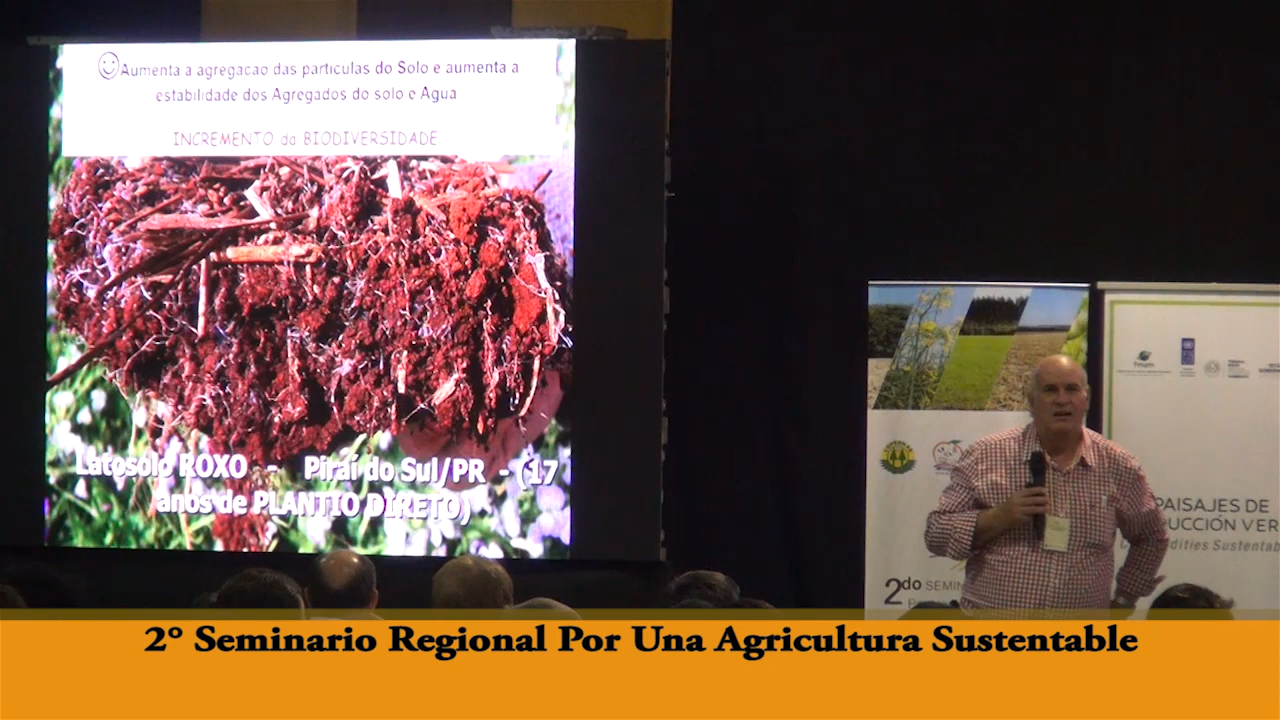 Aumenta a agregacao das particulas do Solo e aumenta a
estabilidade dos Agregados do solo e Agua
INCREMENTO da BIODIVERSIDADE
Latosolo ROXO - Piraí do Sul/PR - (17
anos de PLANTIO DIRETO)
PAISAJES DE
UCCIÓN VER
dities Sustentab
2do SEMIN
2º Seminario Regional Por Una Agricultura Sustentable